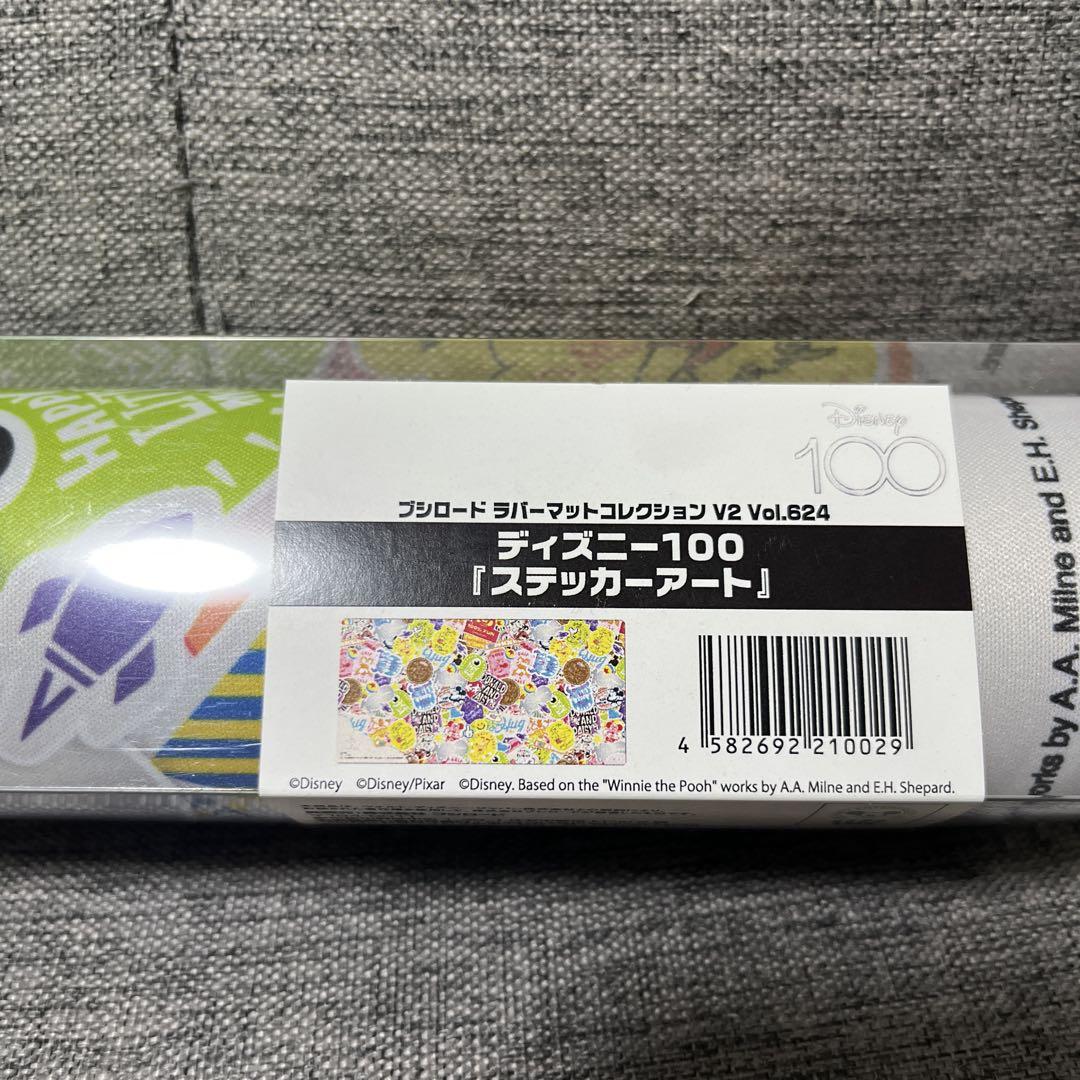 Disney
100
ブシロード ラバーマットコレクション V2 Vol.624
ディズニー100
『ステッカーアート』
4 582692 210029
©Disney ©Disney/Pixar ©Disney. Based on the "Winnie the Pooh" works by A.A. Milne and E.H. Shepard.
orks by A.A. Milne and E.H. Shep